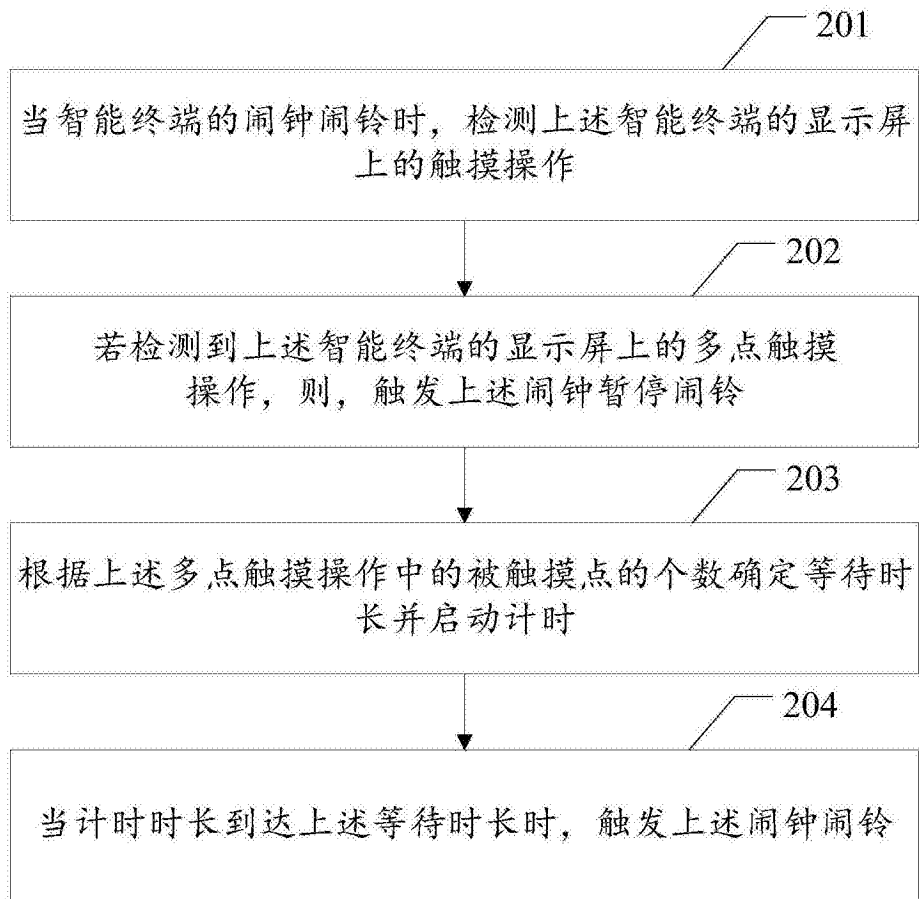 201
当智能终端的闹钟闹铃时，检测上述智能终端的显示屏
上的触摸操作
202
若检测到上述智能终端的显示屏上的多点触摸
操作，则，触发上述闹钟暂停闹铃
203
根据上述多点触摸操作中的被触摸点的个数确定等待时
长并启动计时
204
当计时时长到达上述等待时长时，触发上述闹钟闹铃